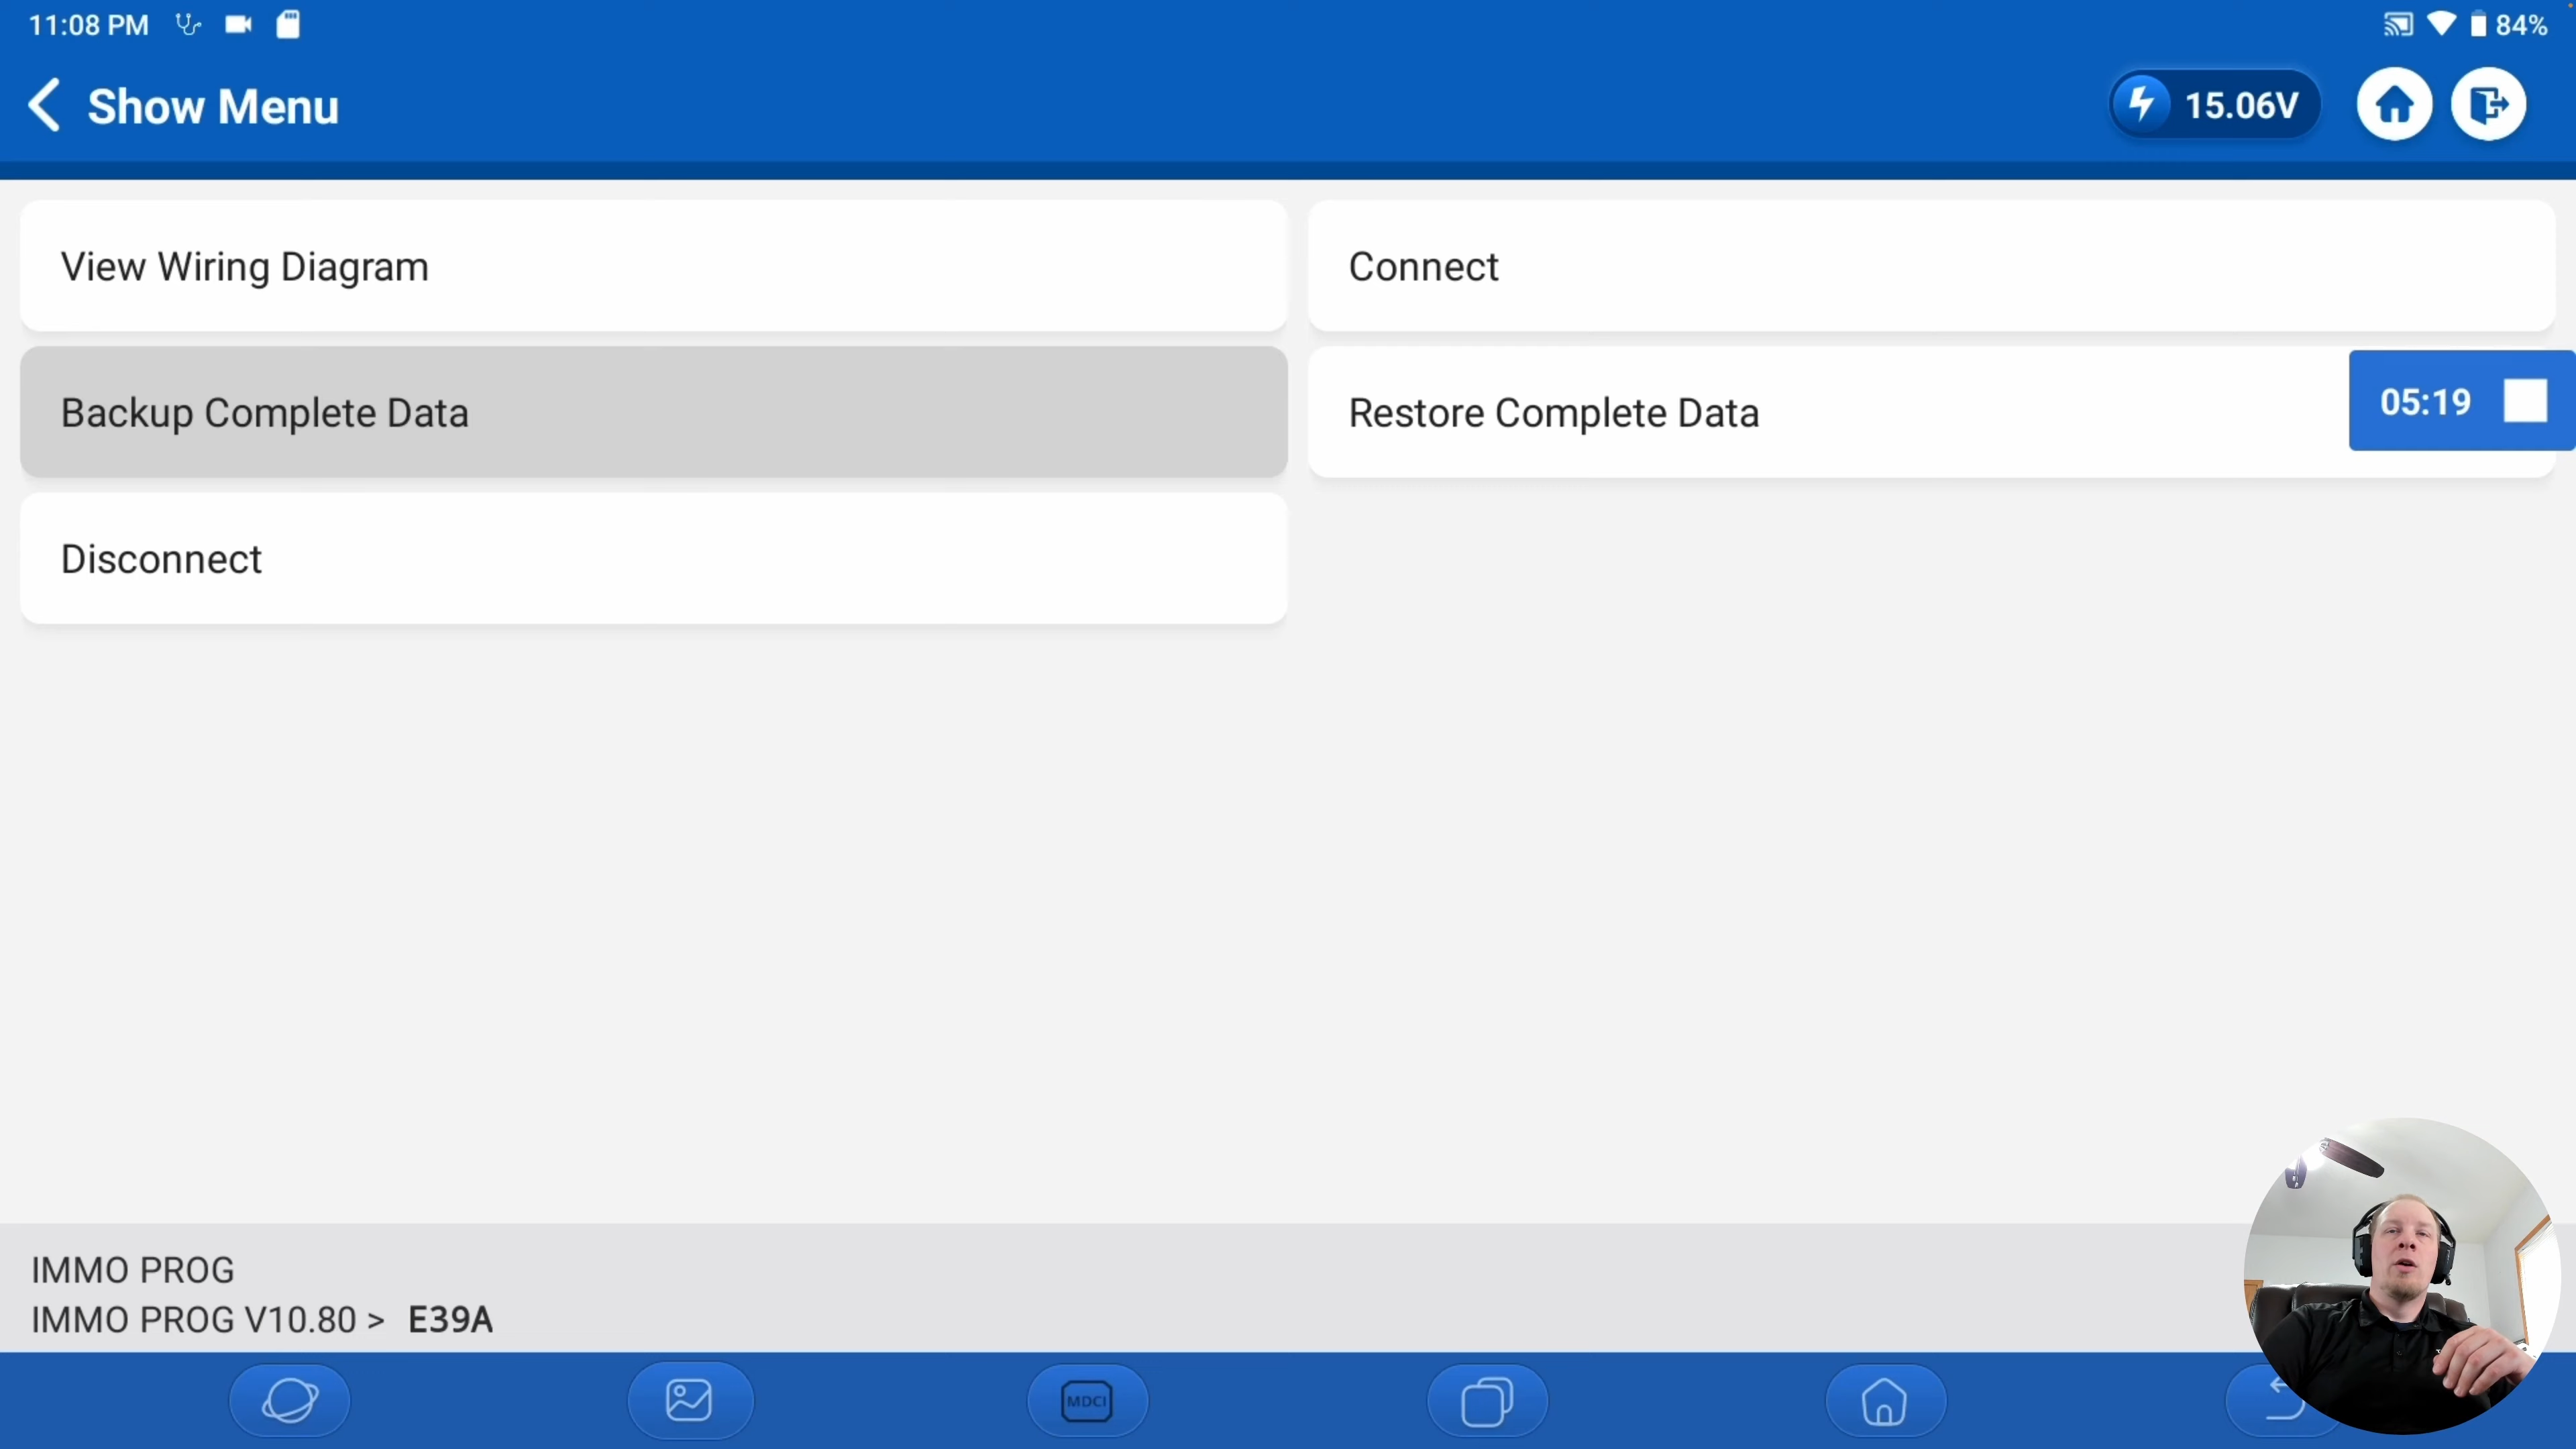 11:08 PM
84%
Show Menu
15.06V
View Wiring Diagram
Connect
Backup Complete Data
Restore Complete Data
05:19
Disconnect
IMMO PROG
IMMO PROG V10.80 > E39A
MDCI